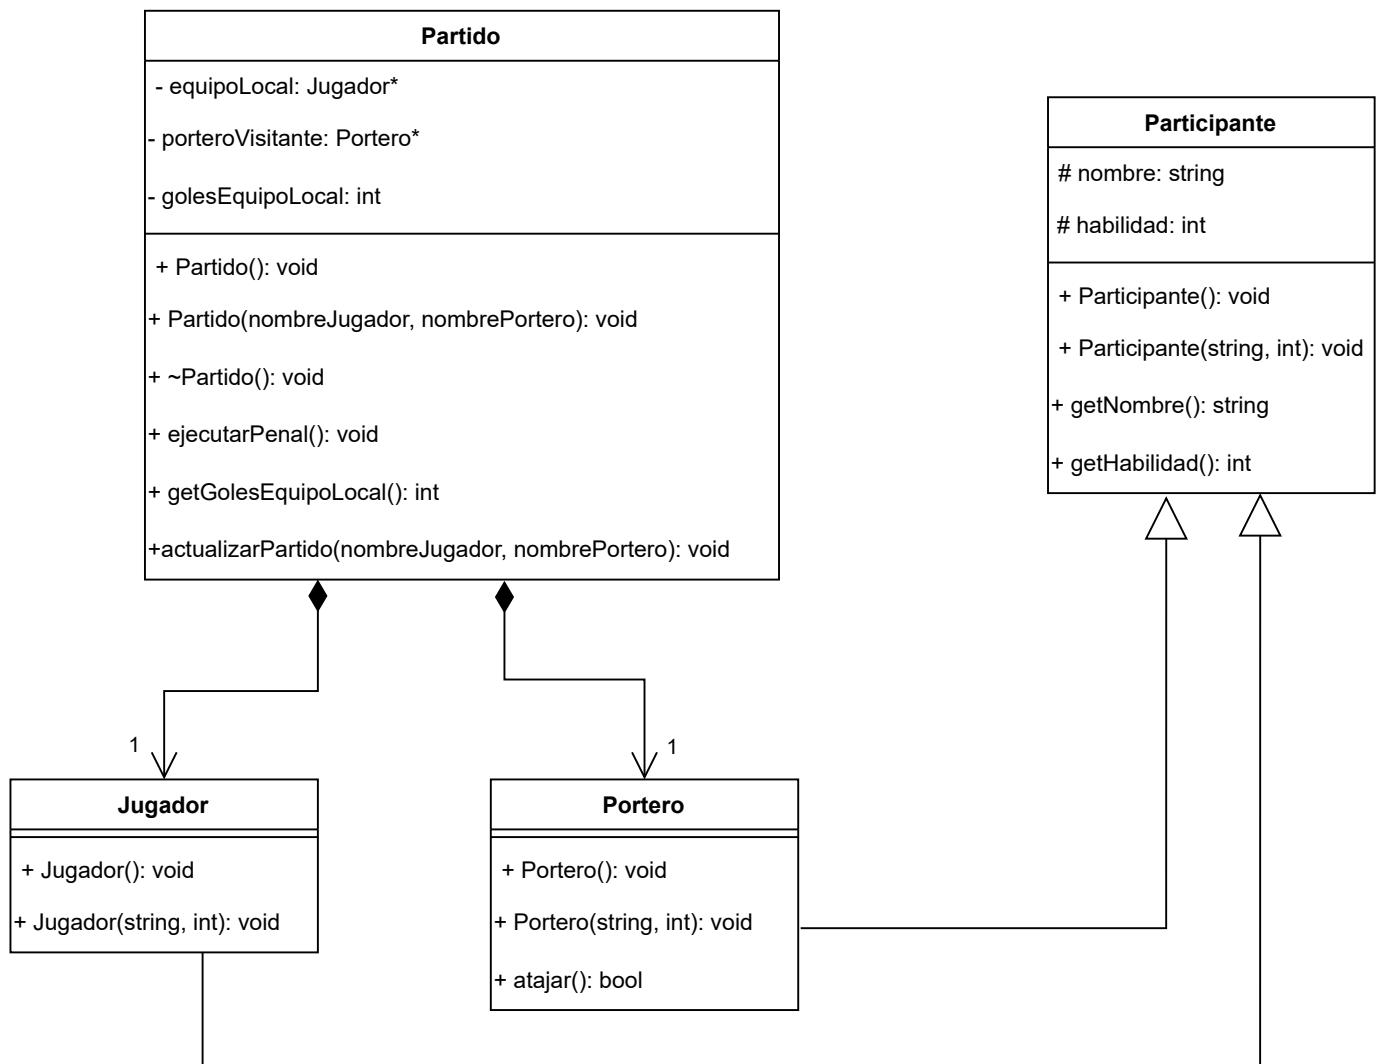 Partido
- equipoLocal: Jugador*
- porteroVisitante: Portero*
- golesEquipoLocal: int
+ Partido(): void
+ Partido(nombreJugador, nombrePortero): void
+ ~Partido(): void
+ ejecutarPenal(): void
+ getGolesEquipoLocal(): int
+actualizarPartido(nombreJugador, nombrePortero): void
Participante
# nombre: string
# habilidad: int
+ Participante(): void
+ Participante(string, int): void
+ getNombre(): string
+ getHabilidad(): int
1
1
Jugador
+ Jugador(): void
+ Jugador(string, int): void
Portero
+ Portero(): void
+ Portero(string, int): void
+ atajar(): bool